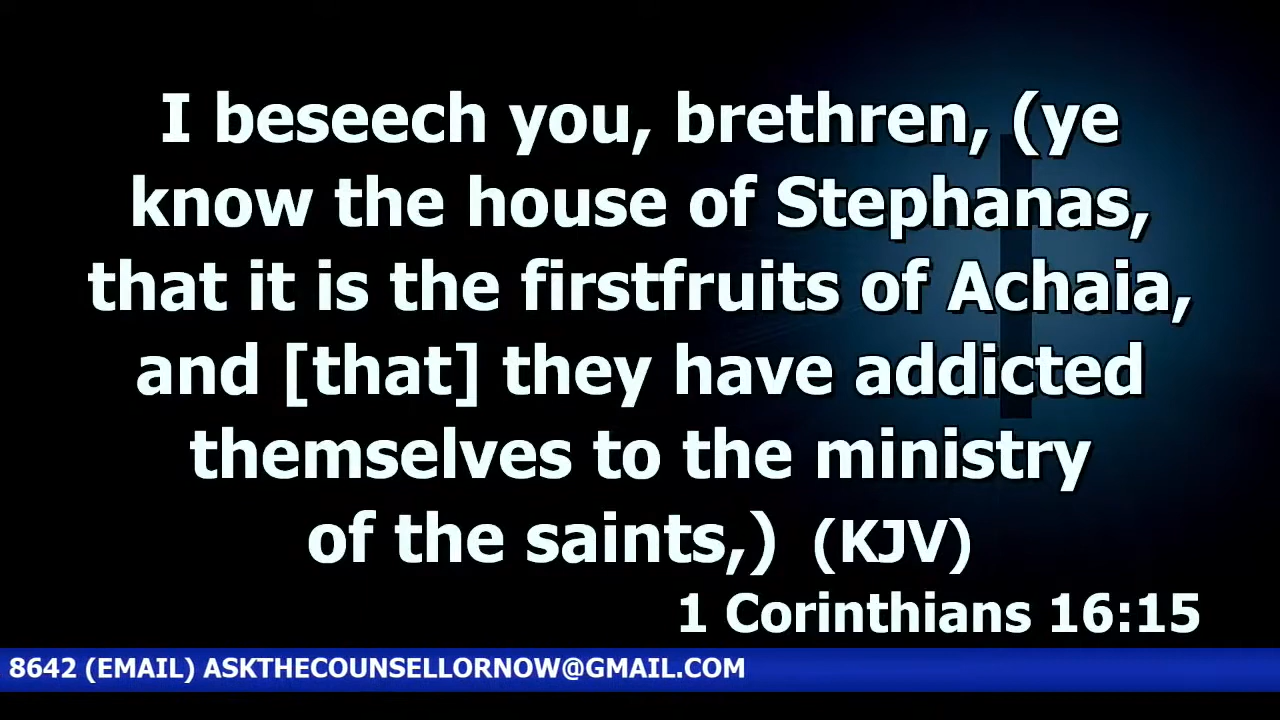 I beseech you, brethren, (ye
know the house of Stephanas,
that it is the firstfruits of Achaia,
and [that] they have addicted
themselves to the ministry
of the saints,) (KJV)
1 Corinthians 16:15
8642 (EMAIL) ASKTHECOUNSELLORNOW@GMAIL.COM